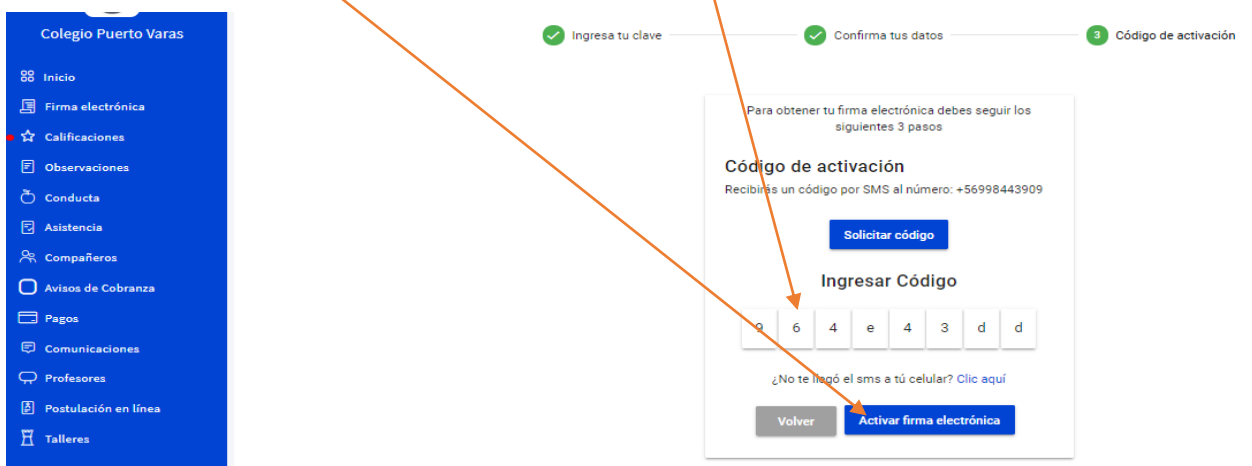 Colegio Puerto Varas
Inicio
Firma electrónica
Calificaciones
Observaciones
Conducta
Asistencia
Compañeros
Avisos de Cobranza
Pagos
Comunicaciones
Profesores
Postulación en línea
Talleres
Ingresa tu clave
Confirma tus datos
3 Código de activación
Para obtener tu firma electrónica debes seguir los
siguientes 3 pasos
Código de activación
Recibirás un código por SMS al número: +56998443909
Solicitar código
Ingresar Código
9 6 4 e 4 3 d d
¿No te llegó el sms a tú celular? Clic aquí
Volver
Activar firma electrónica